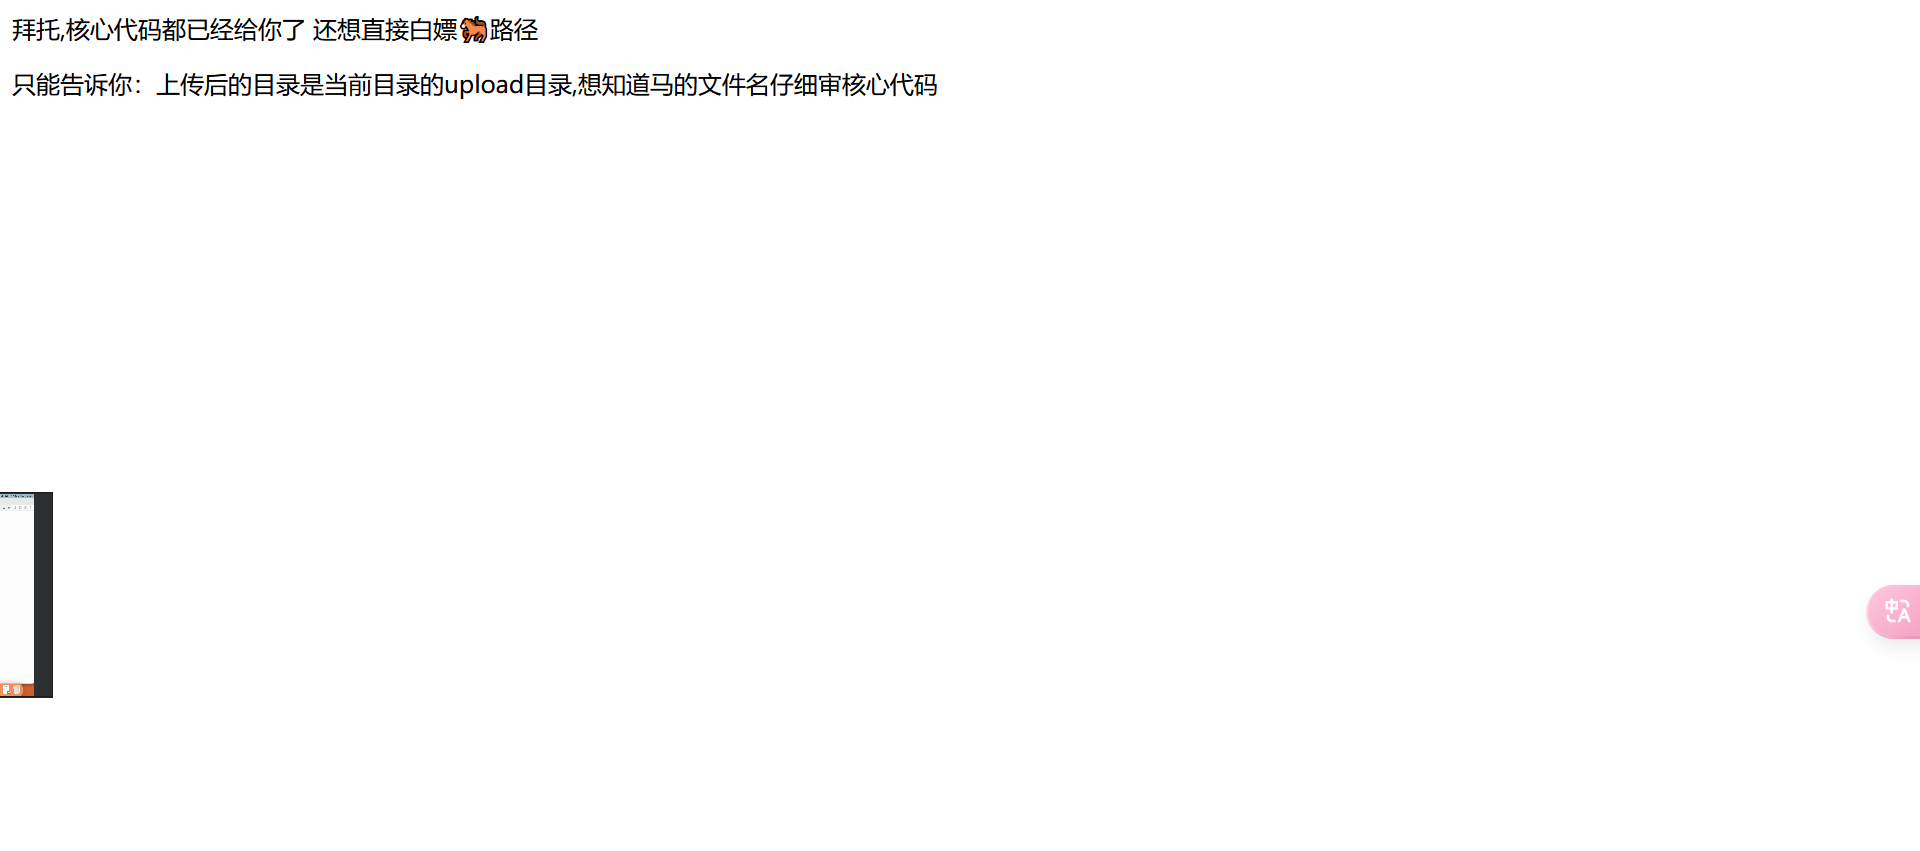 拜托,核心代码都已经给你了 还想直接白嫖🐎路径
只能告诉你：上传后的目录是当前目录的upload目录,想知道马的文件名仔细审核心代码
中A